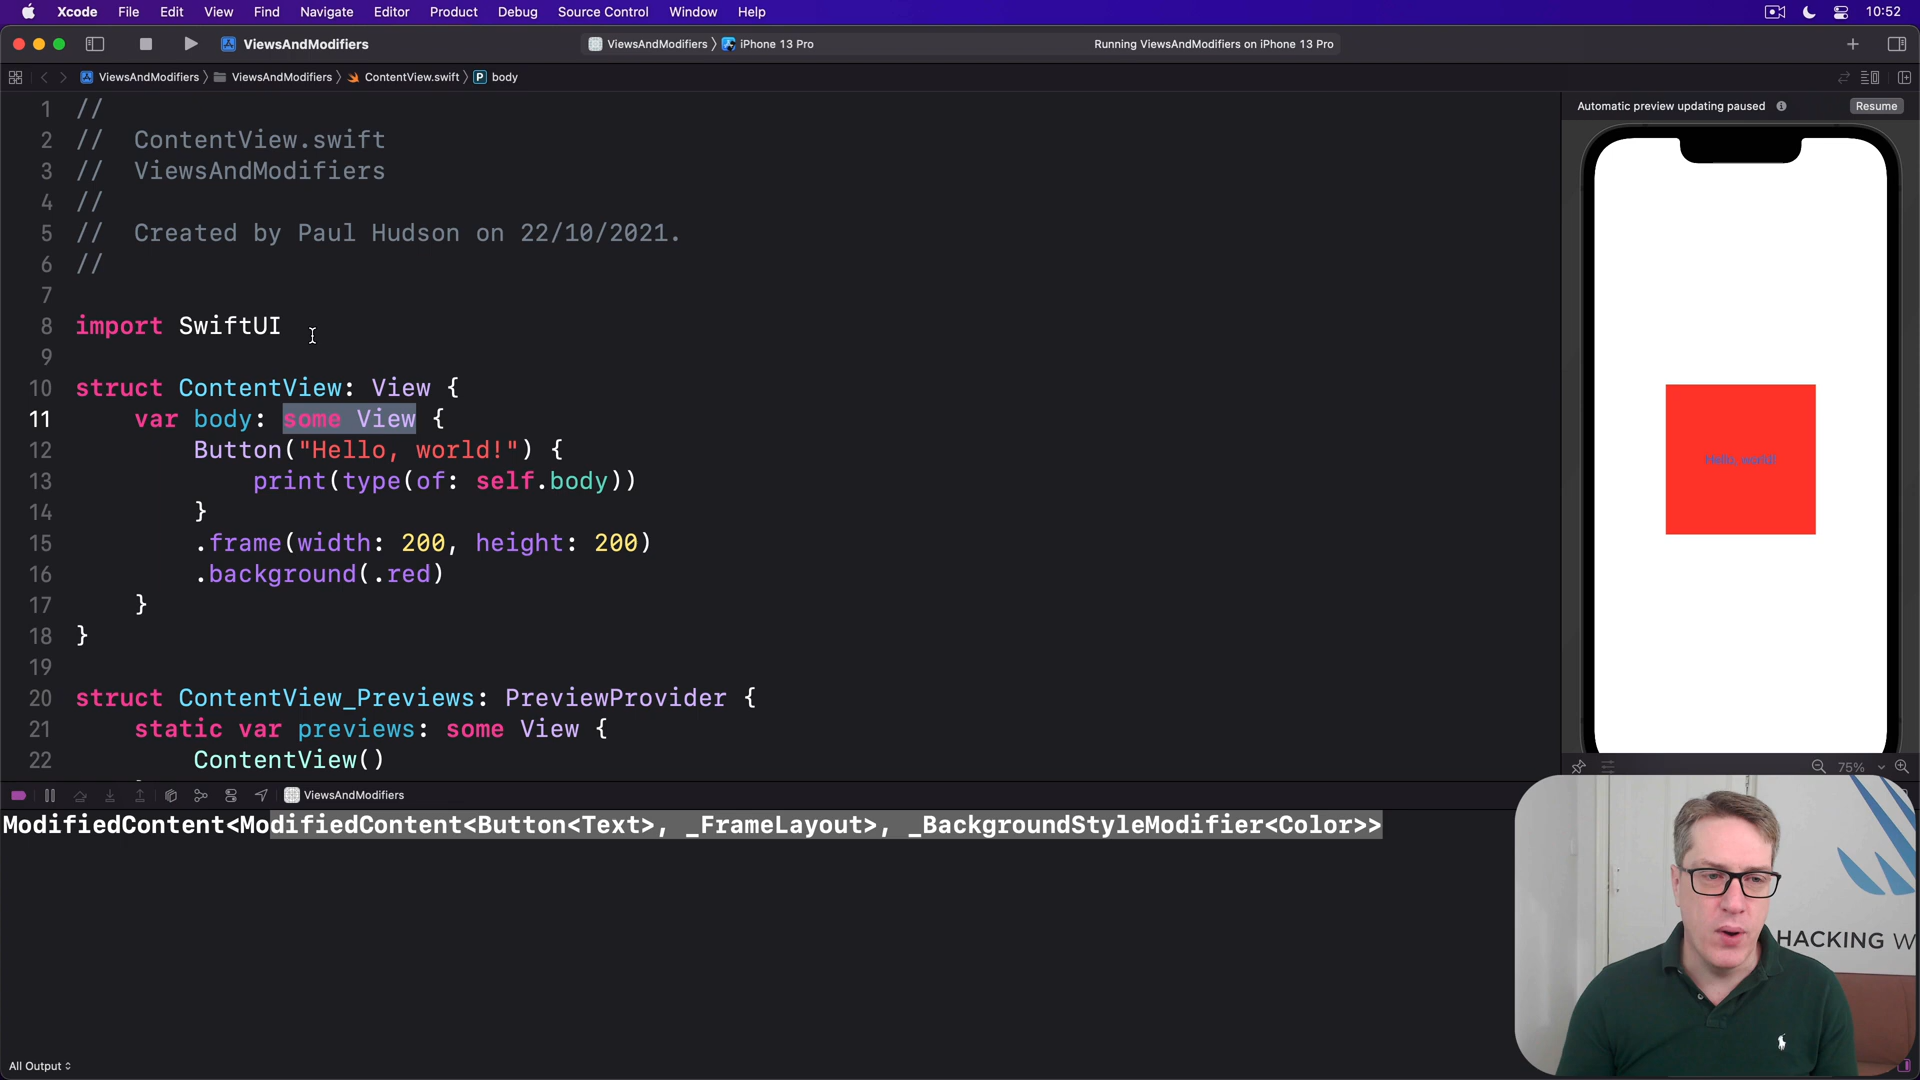 Xcode File Edit View Find Navigate Editor Product Debug Source Control Window Help 10:52
ViewsAndModifiers ViewsAndModifiers iPhone 13 Pro Running ViewsAndModifiers on iPhone 13 Pro
ViewsAndModifiers ViewsAndModifiers ContentView.swift P body
Automatic preview updating paused Resume
1 //
2 // ContentView.swift
3 // ViewsAndModifiers
4 //
5 // Created by Paul Hudson on 22/10/2021.
6 //
7
8 import SwiftUI
9
10 struct ContentView: View {
11 var body: some View {
12 Button("Hello, world!") {
13 print(type(of: self.body))
14 }
15 .frame(width: 200, height: 200)
16 .background(.red)
17 }
18 }
19
20 struct ContentView_Previews: PreviewProvider {
21 static var previews: some View {
22 ContentView()
Hello, world!
75%
ViewsAndModifiers
ModifiedContent<ModifiedContent<Button<Text>, _FrameLayout>, _BackgroundStyleModifier<Color>>
HACKING W
All Output